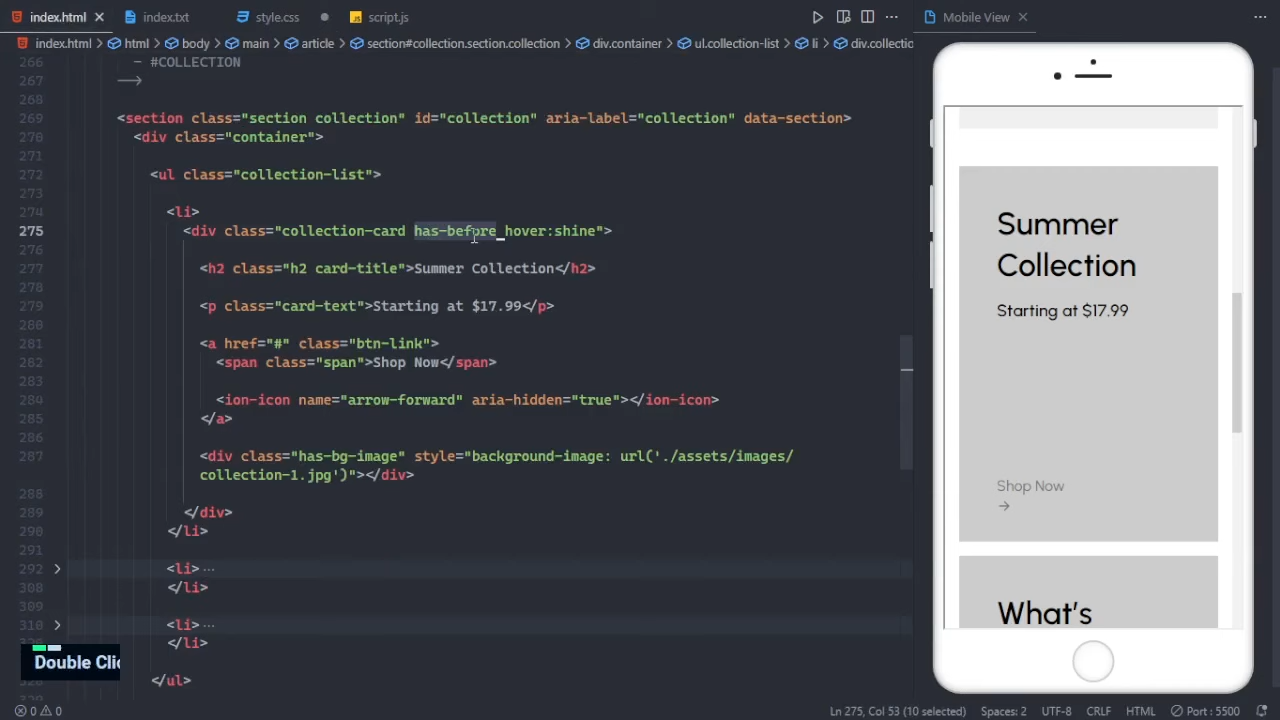 index.html
index.txt
style.css
script.js
Mobile View
index.html > html > body > main > article > section#collection.section.collection > div.container > ul.collection-list > li > div.collectio
266 - #COLLECTION
267 -->
268
269 <section class="section collection" id="collection" aria-label="collection" data-section>
270 <div class="container">
271
272 <ul class="collection-list">
273
274 <li>
275 <div class="collection-card has-before hover:shine">
276
277 <h2 class="h2 card-title">Summer Collection</h2>
278
279 <p class="card-text">Starting at $17.99</p>
280
281 <a href="#" class="btn-link">
282 <span class="span">Shop Now</span>
283
284 <ion-icon name="arrow-forward" aria-hidden="true"></ion-icon>
285 </a>
286
287 <div class="has-bg-image" style="background-image: url('./assets/images/
collection-1.jpg')"></div>
288
289 </div>
290 </li>
291
292 <li>···
308 </li>
309
310 <li>···
</li>
</ul>
Summer
Collection
Starting at $17.99
Shop Now
→
What's
Double Clic
0 0
Ln 275, Col 53 (10 selected) Spaces: 2 UTF-8 CRLF HTML Port : 5500